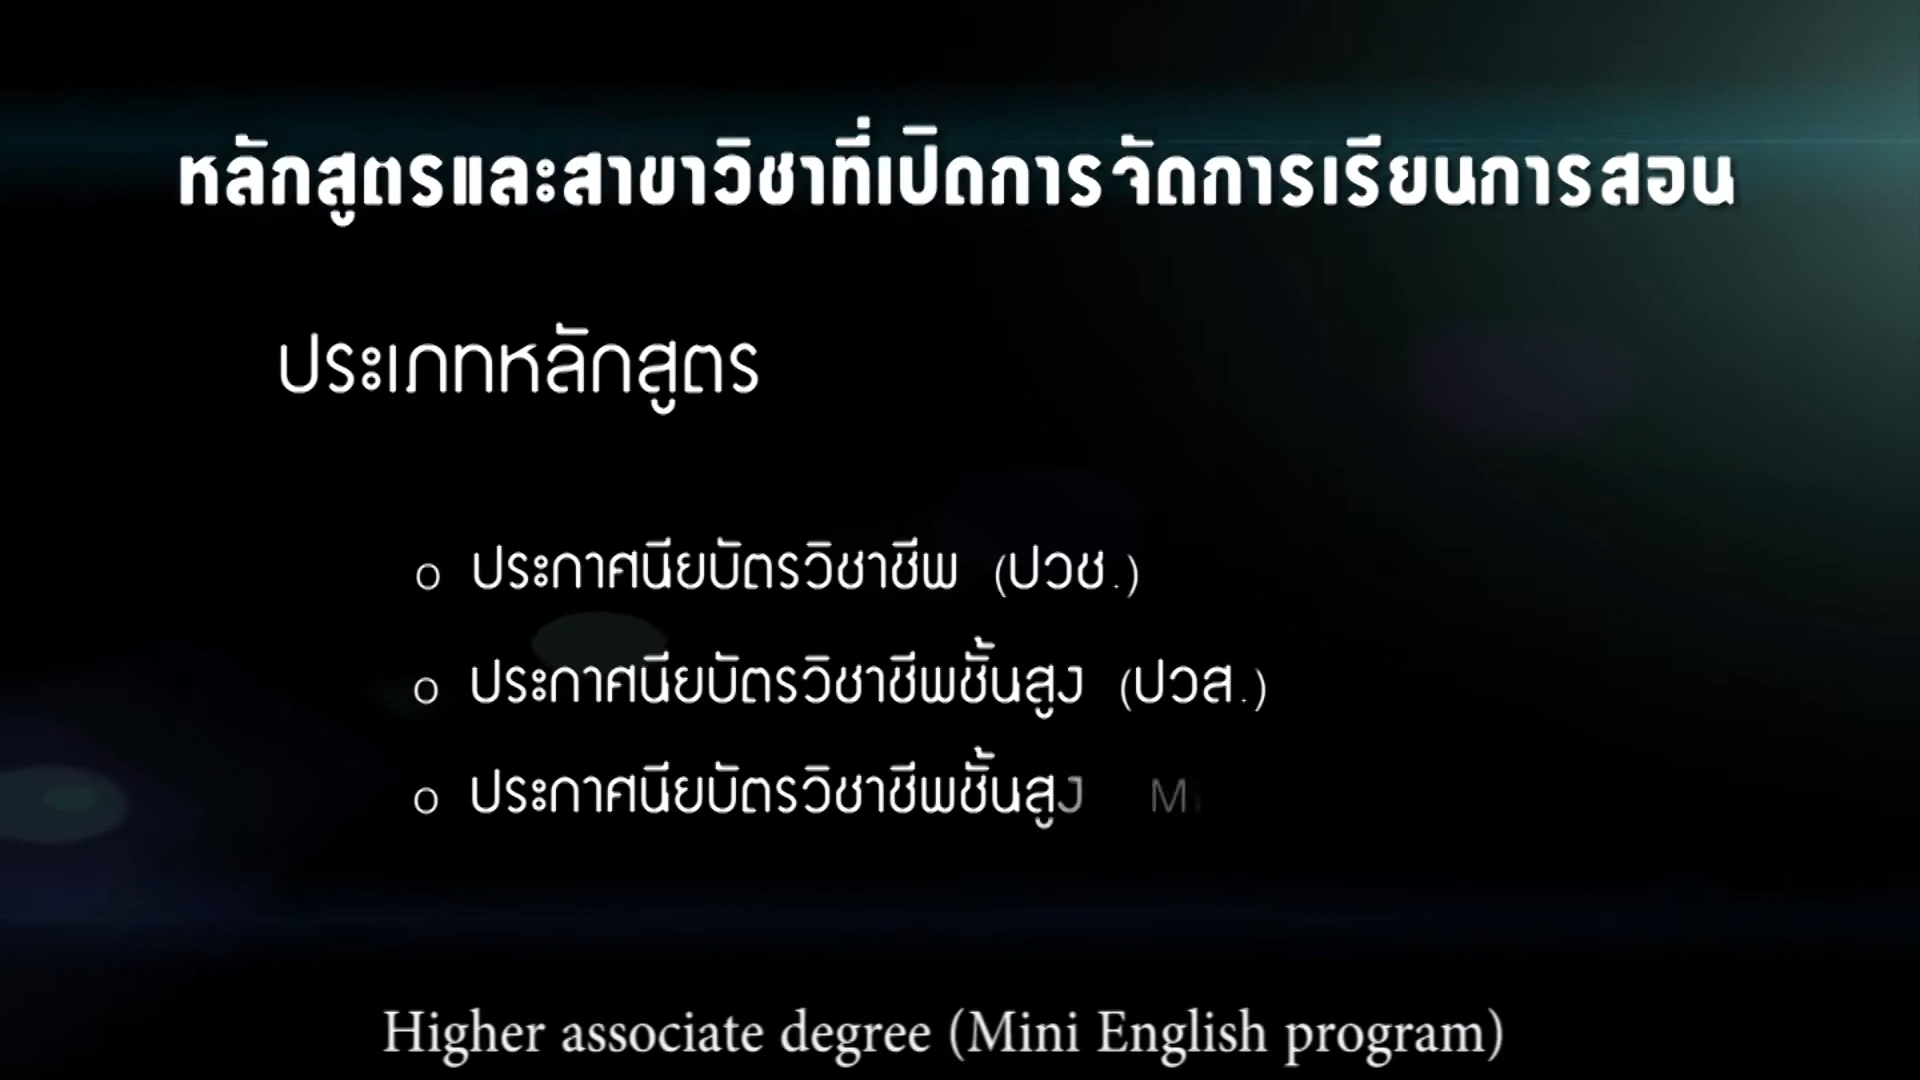 หลักสูตรและสาขาวิชาที่เปิดการจัดการเรียนการสอน
ประเภทหลักสูตร
o ประกาศนียบัตรวิชาชีพ (ปวช.)
o ประกาศนียบัตรวิชาชีพชั้นสูง (ปวส.)
o ประกาศนียบัตรวิชาชีพชั้นสูง
Higher associate degree (Mini English program)